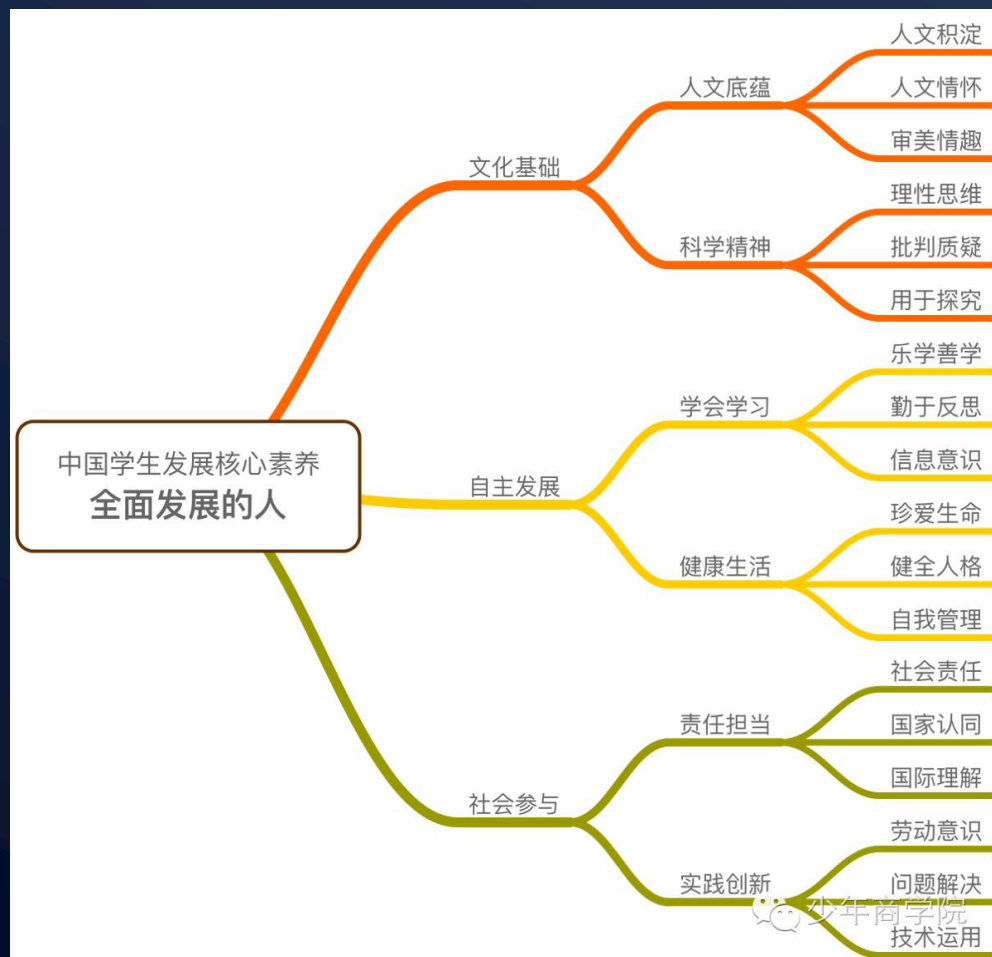 中国学生发展核心素养
全面发展的人
文化基础
人文底蕴
人文积淀
人文情怀
审美情趣
科学精神
理性思维
批判质疑
用于探究
自主发展
学会学习
乐学善学
勤于反思
信息意识
健康生活
珍爱生命
健全人格
自我管理
社会参与
责任担当
社会责任
国家认同
国际理解
实践创新
劳动意识
问题解决
技术运用
少年商学院